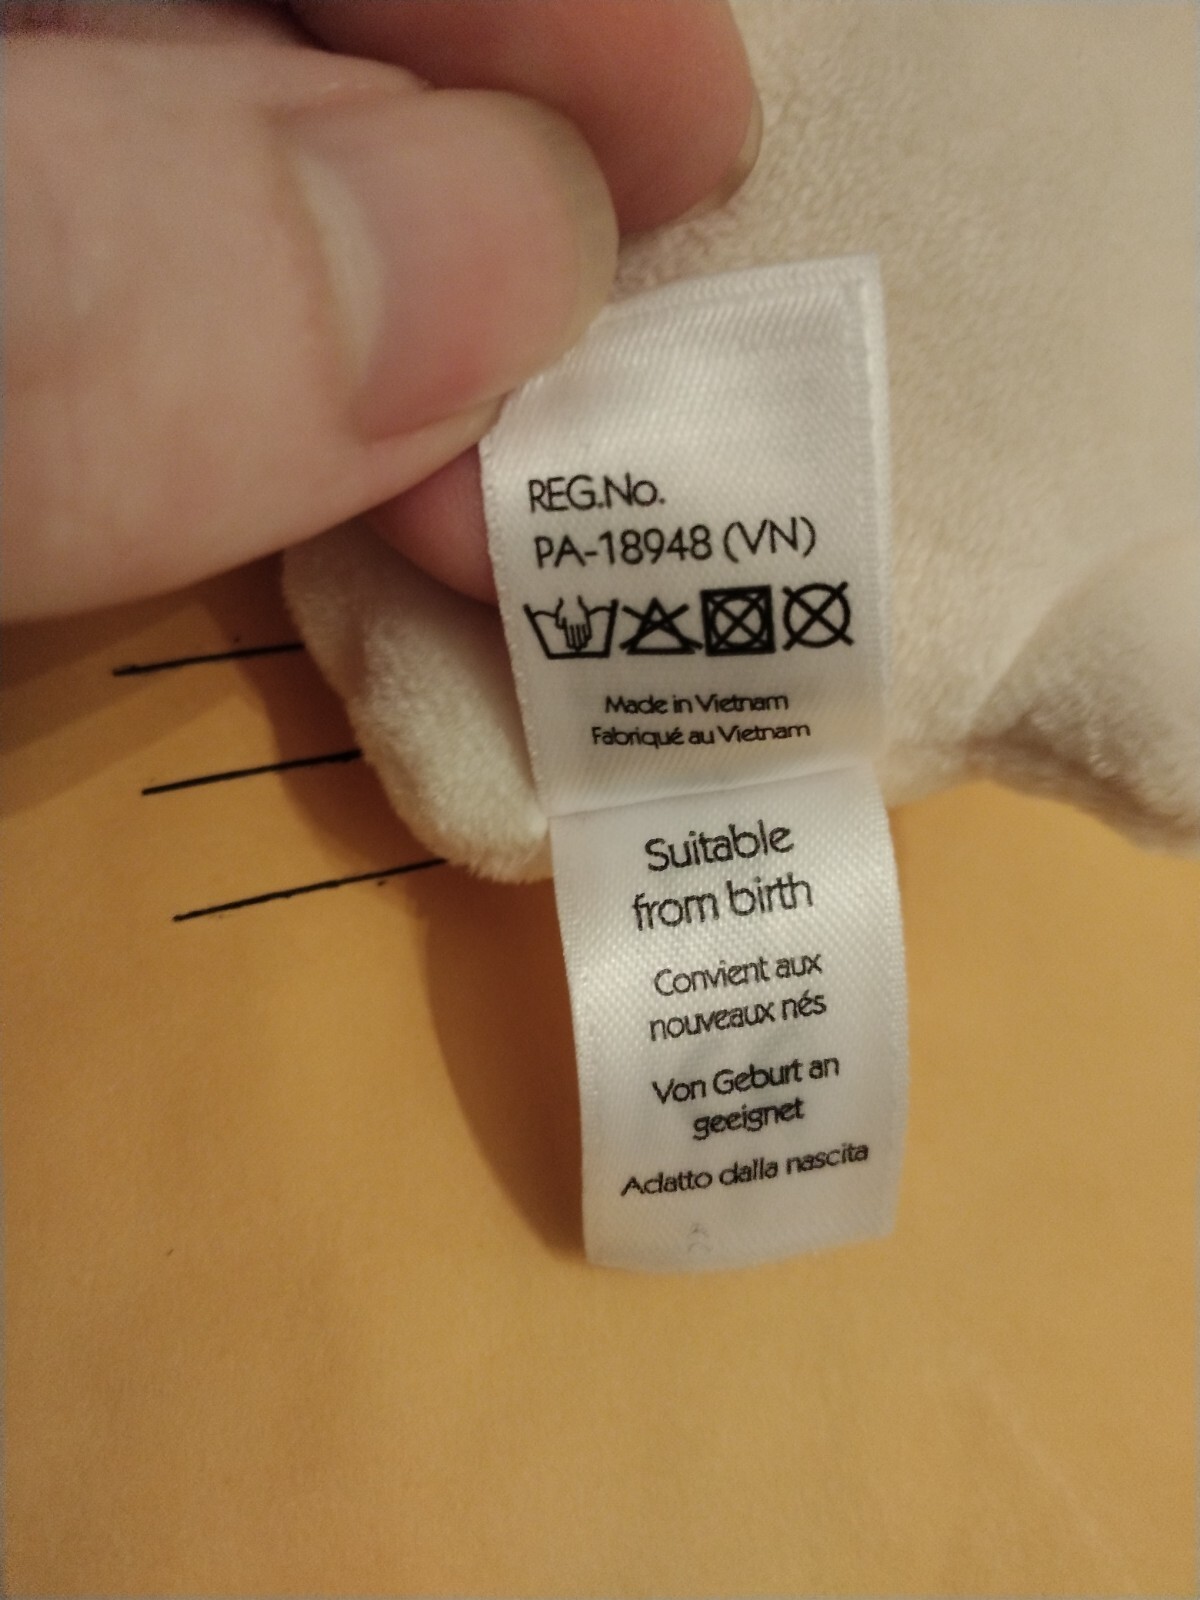 REG.No.
PA-18948 (VN)
Made in Vietnam
Fabriqué au Vietnam
Suitable
from birth
Convient aux
nouveaux nés
Von Geburt an
geeignet
Adatto dalla nascita